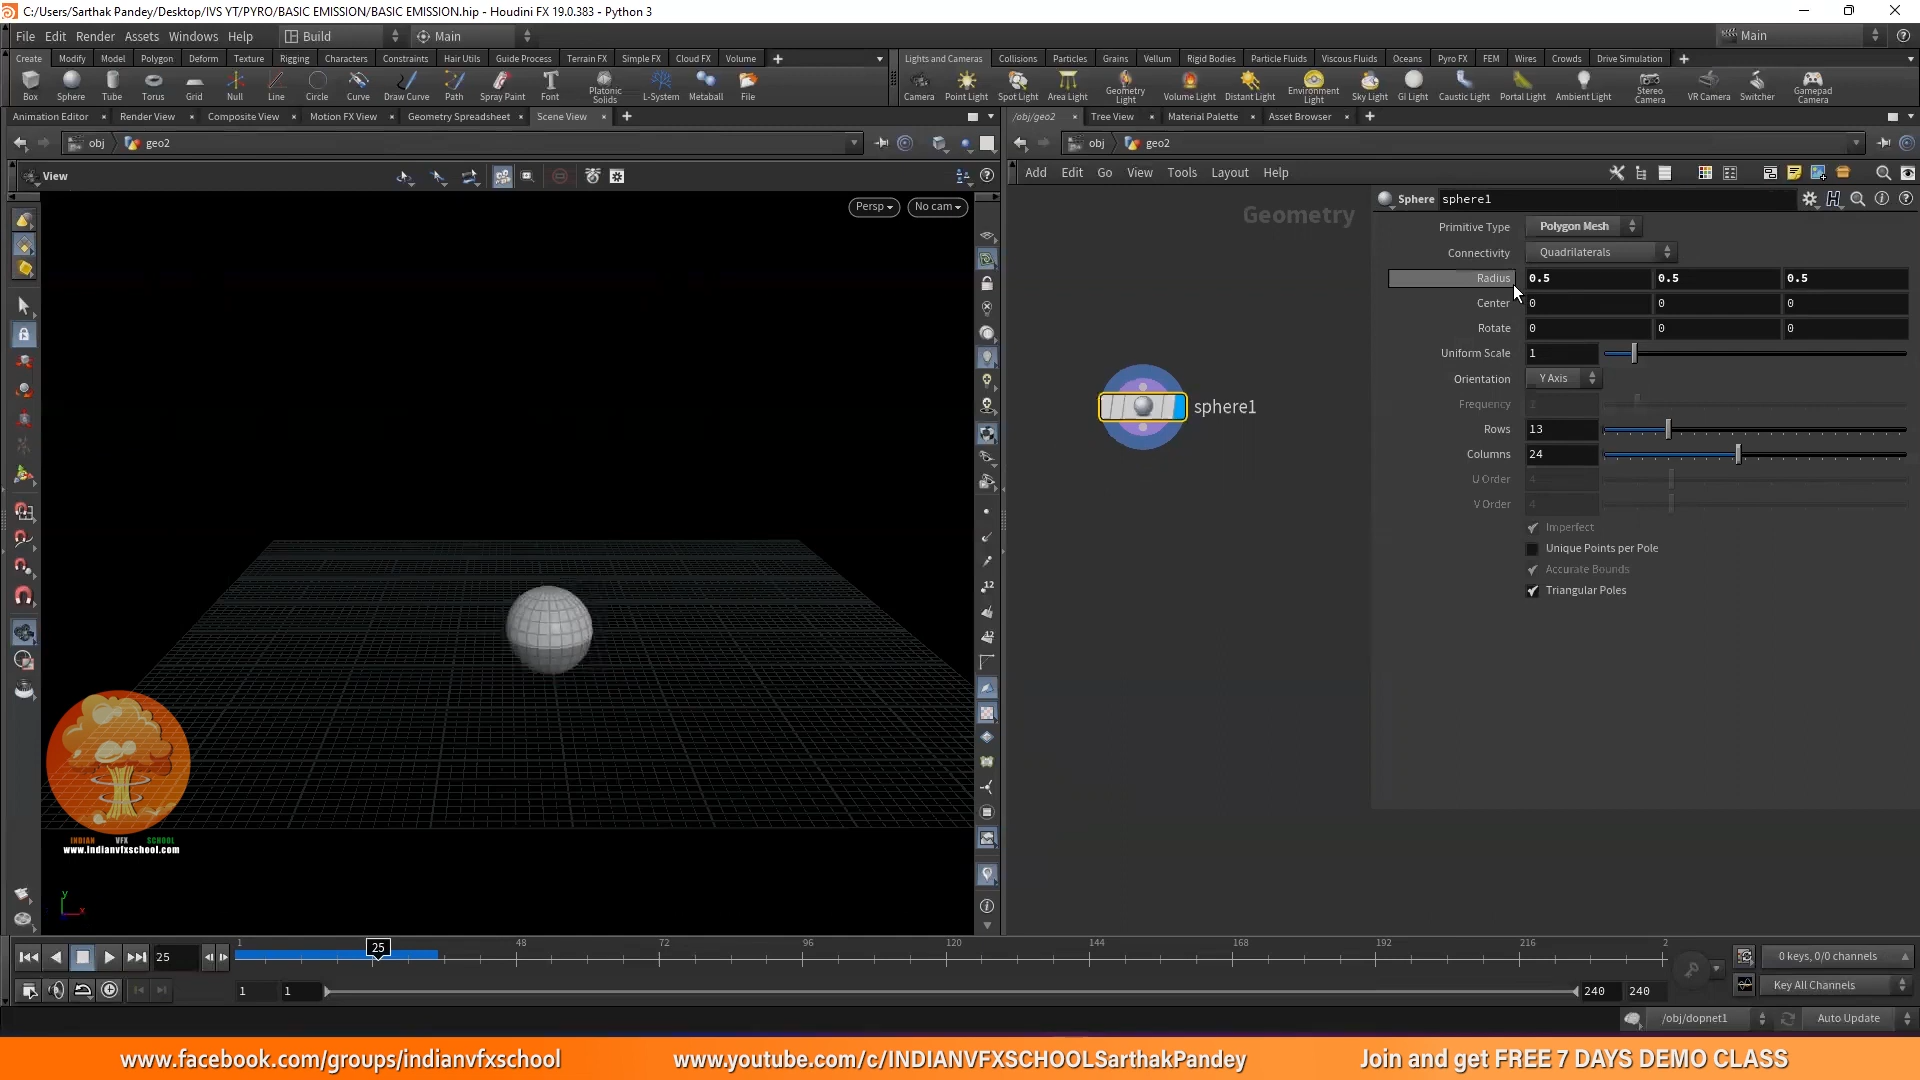 C:/Users/Sarthak Pandey/Desktop/IVS YT/PYRO/BASIC EMISSION/BASIC EMISSION.hip - Houdini FX 19.0.383 - Python 3
File Edit Render Assets Windows Help Build Main Main
Create Modify Model Polygon Deform Texture Rigging Characters Constraints Hair Utils Guide Process Terrain FX Simple FX Cloud FX Volume
Lights and Cameras Collisions Particles Grains Vellum Rigid Bodies Particle Fluids Viscous Fluids Oceans Pyro FX FEM Wires Crowds Drive Simulation
Box Sphere Tube Torus Grid Null Line Circle Curve Draw Curve Path Spray Paint Font Platonic Solids L-System Metaball File
Camera Point Light Spot Light Area Light Geometry Light Volume Light Distant Light Environment Light Sky Light GI Light Caustic Light Portal Light Ambient Light Stereo Camera VR Camera Switcher Gamepad Camera
Animation Editor Render View Composite View Motion FX View Geometry Spreadsheet Scene View
/obj/geo2 Tree View Material Palette Asset Browser
obj geo2
obj geo2
View
Add Edit Go View Tools Layout Help
Persp No cam
Geometry
Sphere sphere1
Primitive Type Polygon Mesh
Connectivity Quadrilaterals
Radius 0.5 0.5 0.5
Center 0 0 0
Rotate 0 0 0
Uniform Scale 1
Orientation Y Axis
Frequency 2
Rows 13
Columns 24
U Order 4
V Order 4
Imperfect
Unique Points per Pole
Accurate Bounds
Triangular Poles
sphere1
12
12
INDIAN VFX SCHOOL
www.indianvfxschool.com
y
x
25
1 25 48 72 96 120 144 168 192 216 2
0 keys, 0/0 channels
1 1 240 240
Key All Channels
/obj/dopnet1 Auto Update
www.facebook.com/groups/indianvfxschool www.youtube.com/c/INDIANVFXSCHOOLSarthakPandey Join and get FREE 7 DAYS DEMO CLASS